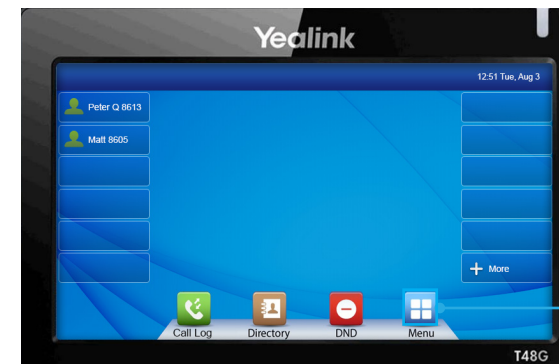 Yealink
12:51 Tue, Aug 3
Peter Q 8613
Matt 8605
+ More
Call Log
Directory
DND
Menu
T48G